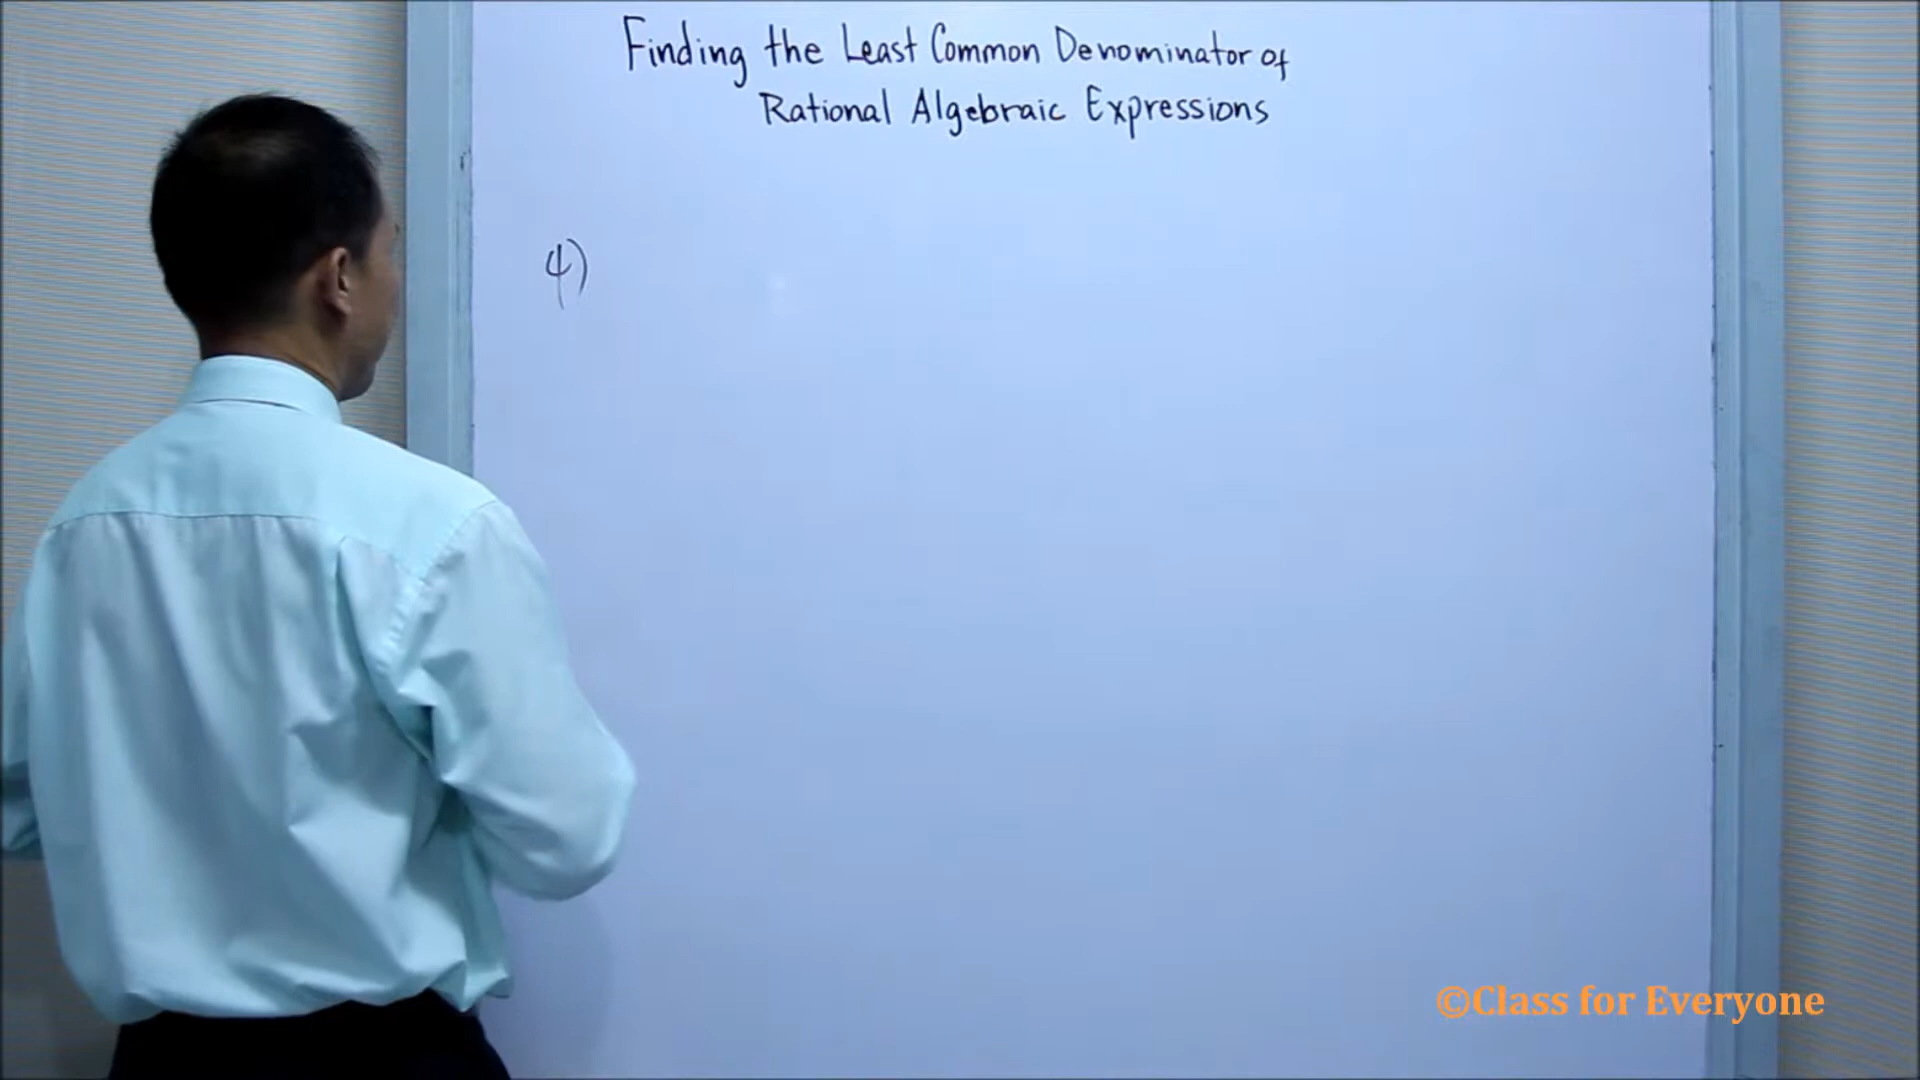 Finding the Least Common Denominator of
Rational Algebraic Expressions
4)
©Class for Everyone